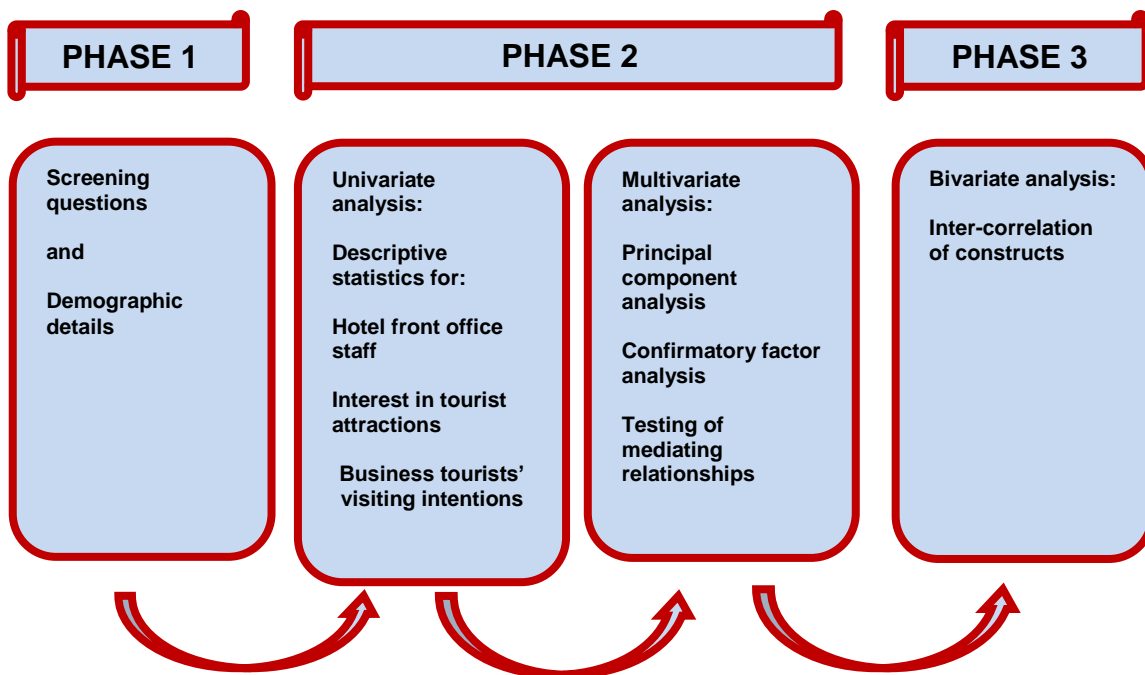 PHASE 1
PHASE 2
PHASE 3
Screening
questions
and
Demographic
details
Univariate
analysis:
Descriptive
statistics for:
Hotel front office
staff
Interest in tourist
attractions
Business tourists’
visiting intentions
Multivariate
analysis:
Principal
component
analysis
Confirmatory factor
analysis
Testing of
mediating
relationships
Bivariate analysis:
Inter-correlation
of constructs